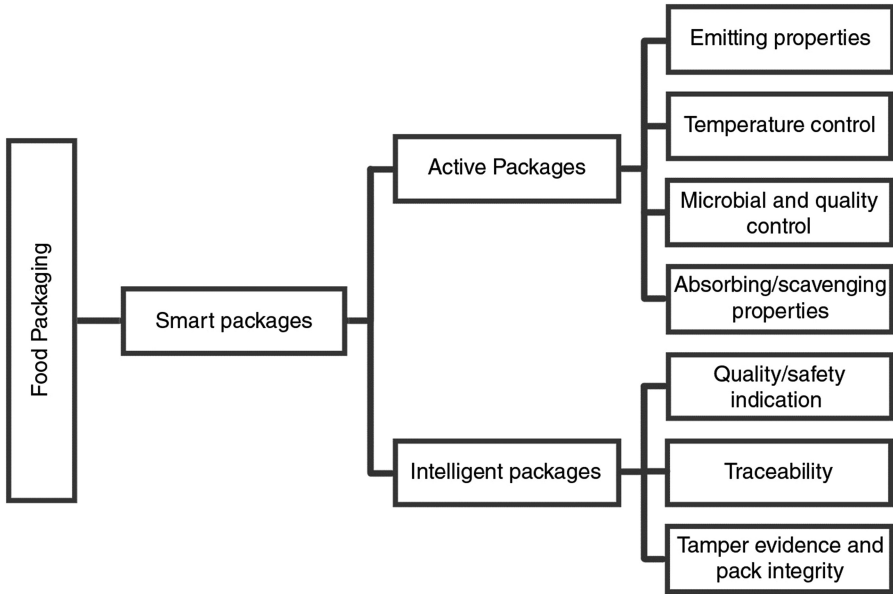 Food Packaging
Smart packages
Active Packages
Emitting properties
Temperature control
Microbial and quality
control
Absorbing/scavenging
properties
Intelligent packages
Quality/safety
indication
Traceability
Tamper evidence and
pack integrity